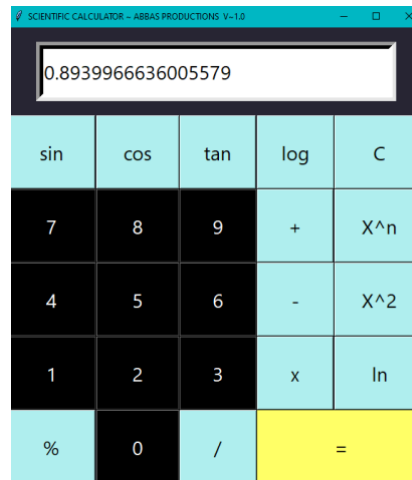 SCIENTIFIC CALCULATOR ~ ABBAS PRODUCTIONS V~1.0
0.8939966636005579
sin cos tan log C
7 8 9 + X^n
4 5 6 - X^2
1 2 3 x ln
% 0 / =